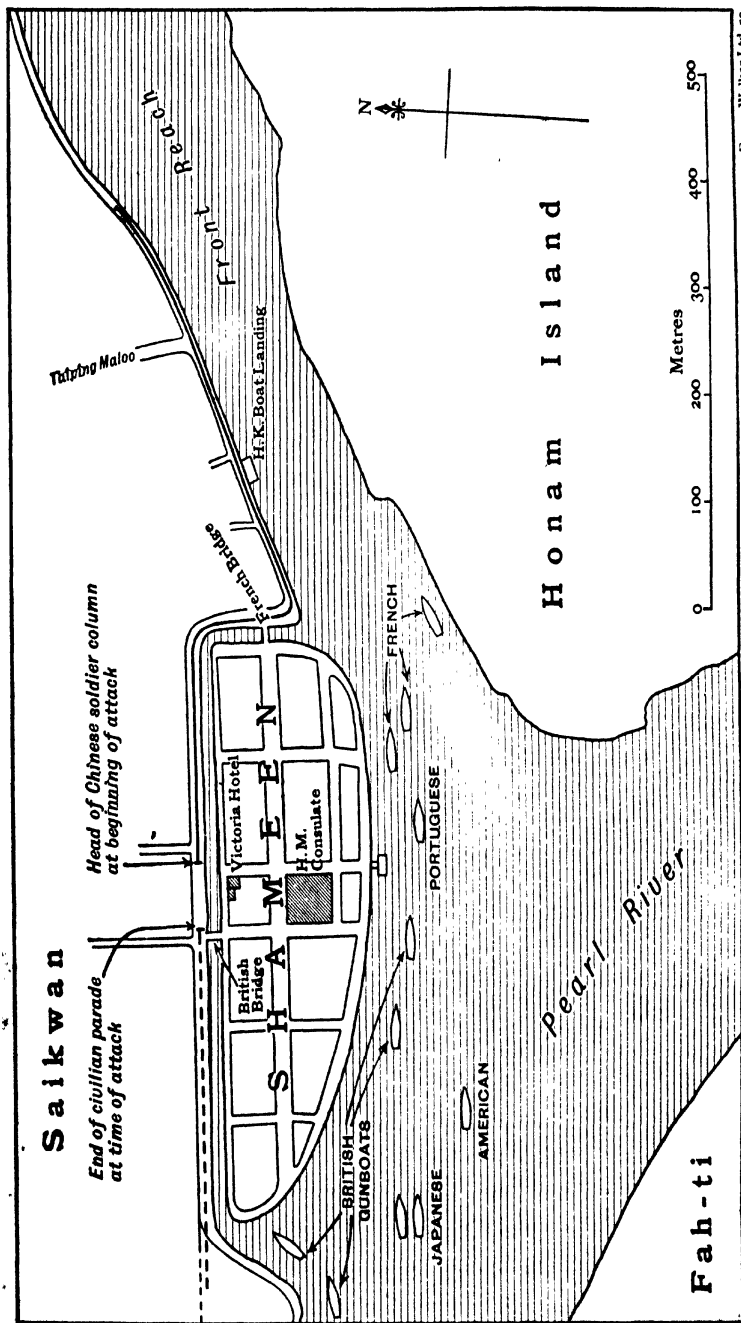 Saikwan
End of civilian parade
at time of attack
Head of Chinese soldier column
at beginning of attack
Taiping Maloo
Front Reach
H.K. Boat Landing
French Bridge
British
Bridge
Victoria Hotel
SHAMEEN
H.M.
Consulate
N
BRITISH
GUNBOATS
FRENCH
PORTUGUESE
JAPANESE
AMERICAN
Pearl River
Honam Island
Fah-ti
Metres
0 100 200 300 400 500